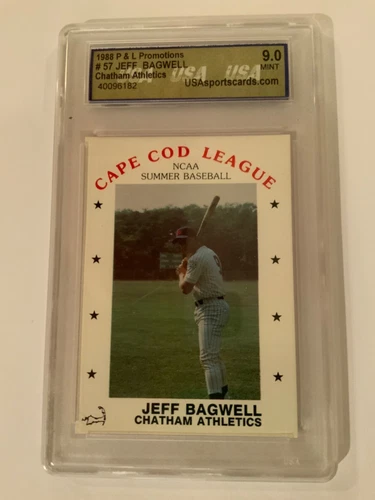 1988 P & L Promotions
# 57 JEFF BAGWELL
Chatham Athletics
40096182
9.0
MINT
USA USA
USAsportscards.com
CAPE COD LEAGUE
NCAA
SUMMER BASEBALL
JEFF BAGWELL
CHATHAM ATHLETICS